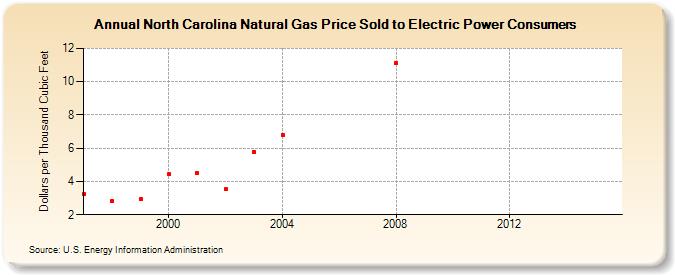 Annual North Carolina Natural Gas Price Sold to Electric Power Consumers
Dollars per Thousand Cubic Feet
12
10
8
6
4
2
2000 2004 2008 2012
Source: U.S. Energy Information Administration